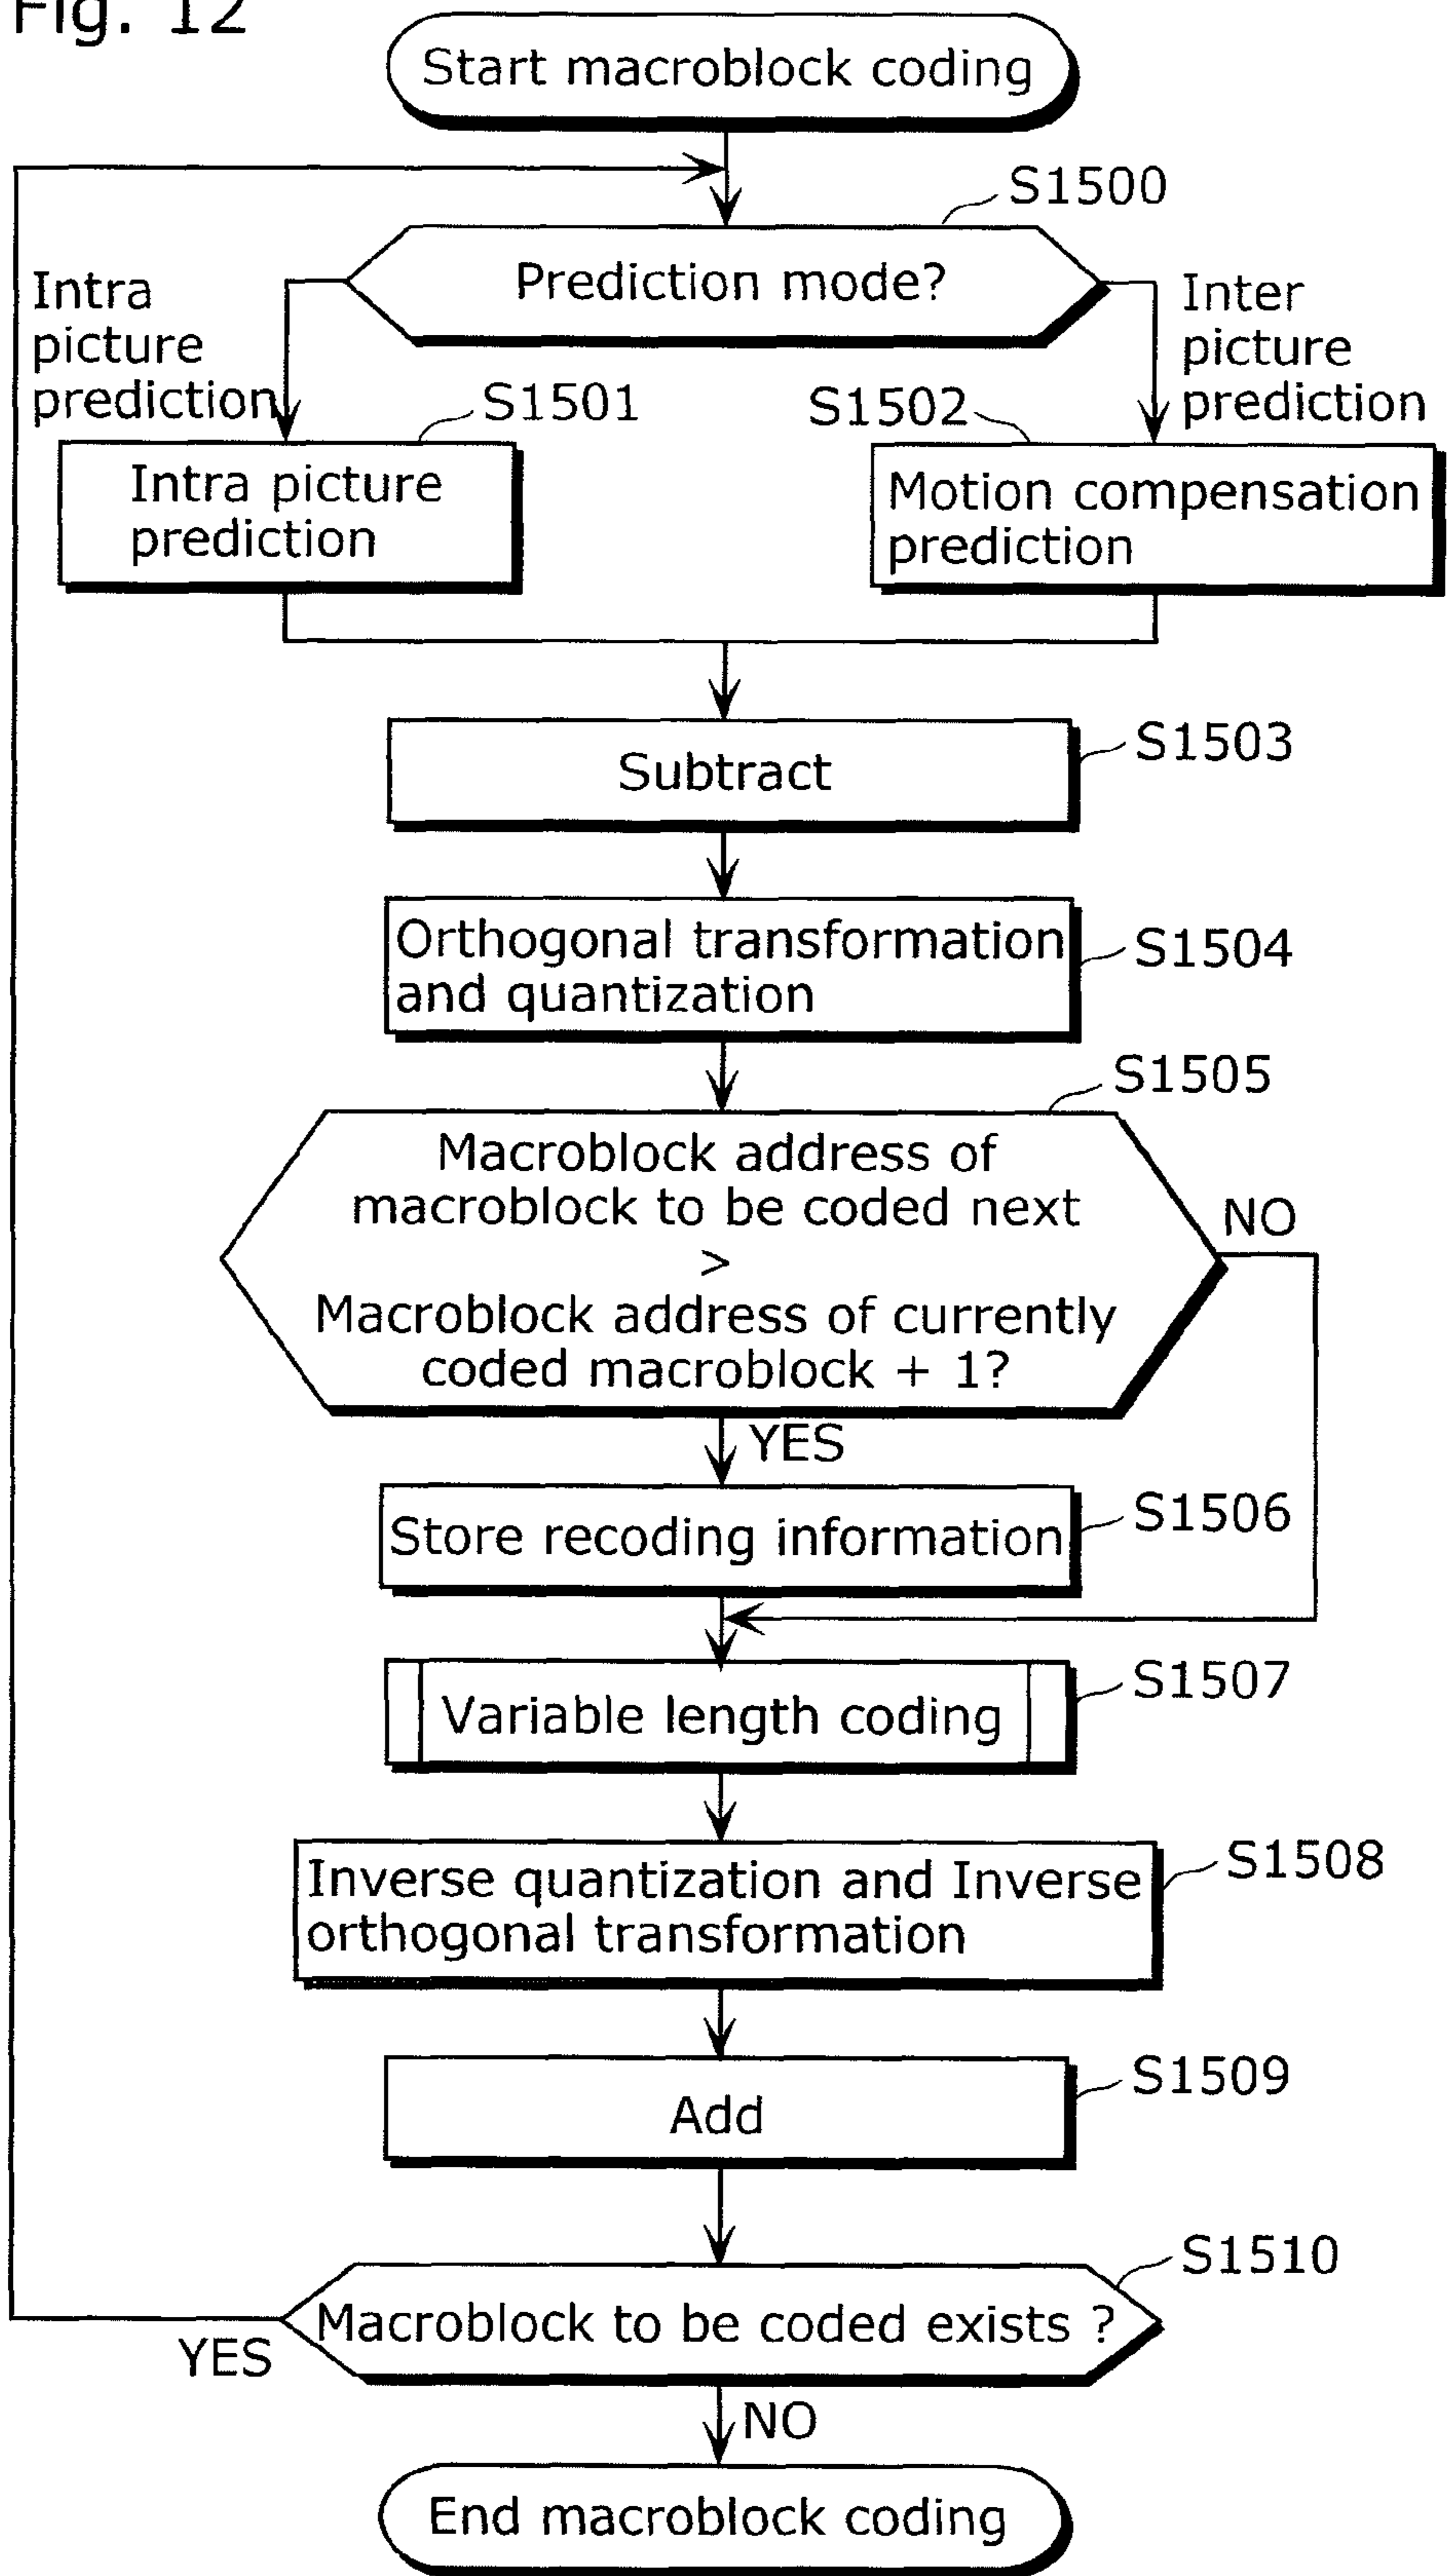 Fig. 12
Start macroblock coding
S1500
Prediction mode?
Intra
picture
prediction
Inter
picture
prediction
S1501
S1502
Intra picture
prediction
Motion compensation
prediction
Subtract
S1503
Orthogonal transformation
and quantization
S1504
S1505
Macroblock address of
macroblock to be coded next
>
Macroblock address of currently
coded macroblock + 1?
NO
YES
Store recoding information
S1506
Variable length coding
S1507
Inverse quantization and Inverse
orthogonal transformation
S1508
Add
S1509
S1510
Macroblock to be coded exists ?
YES
NO
End macroblock coding